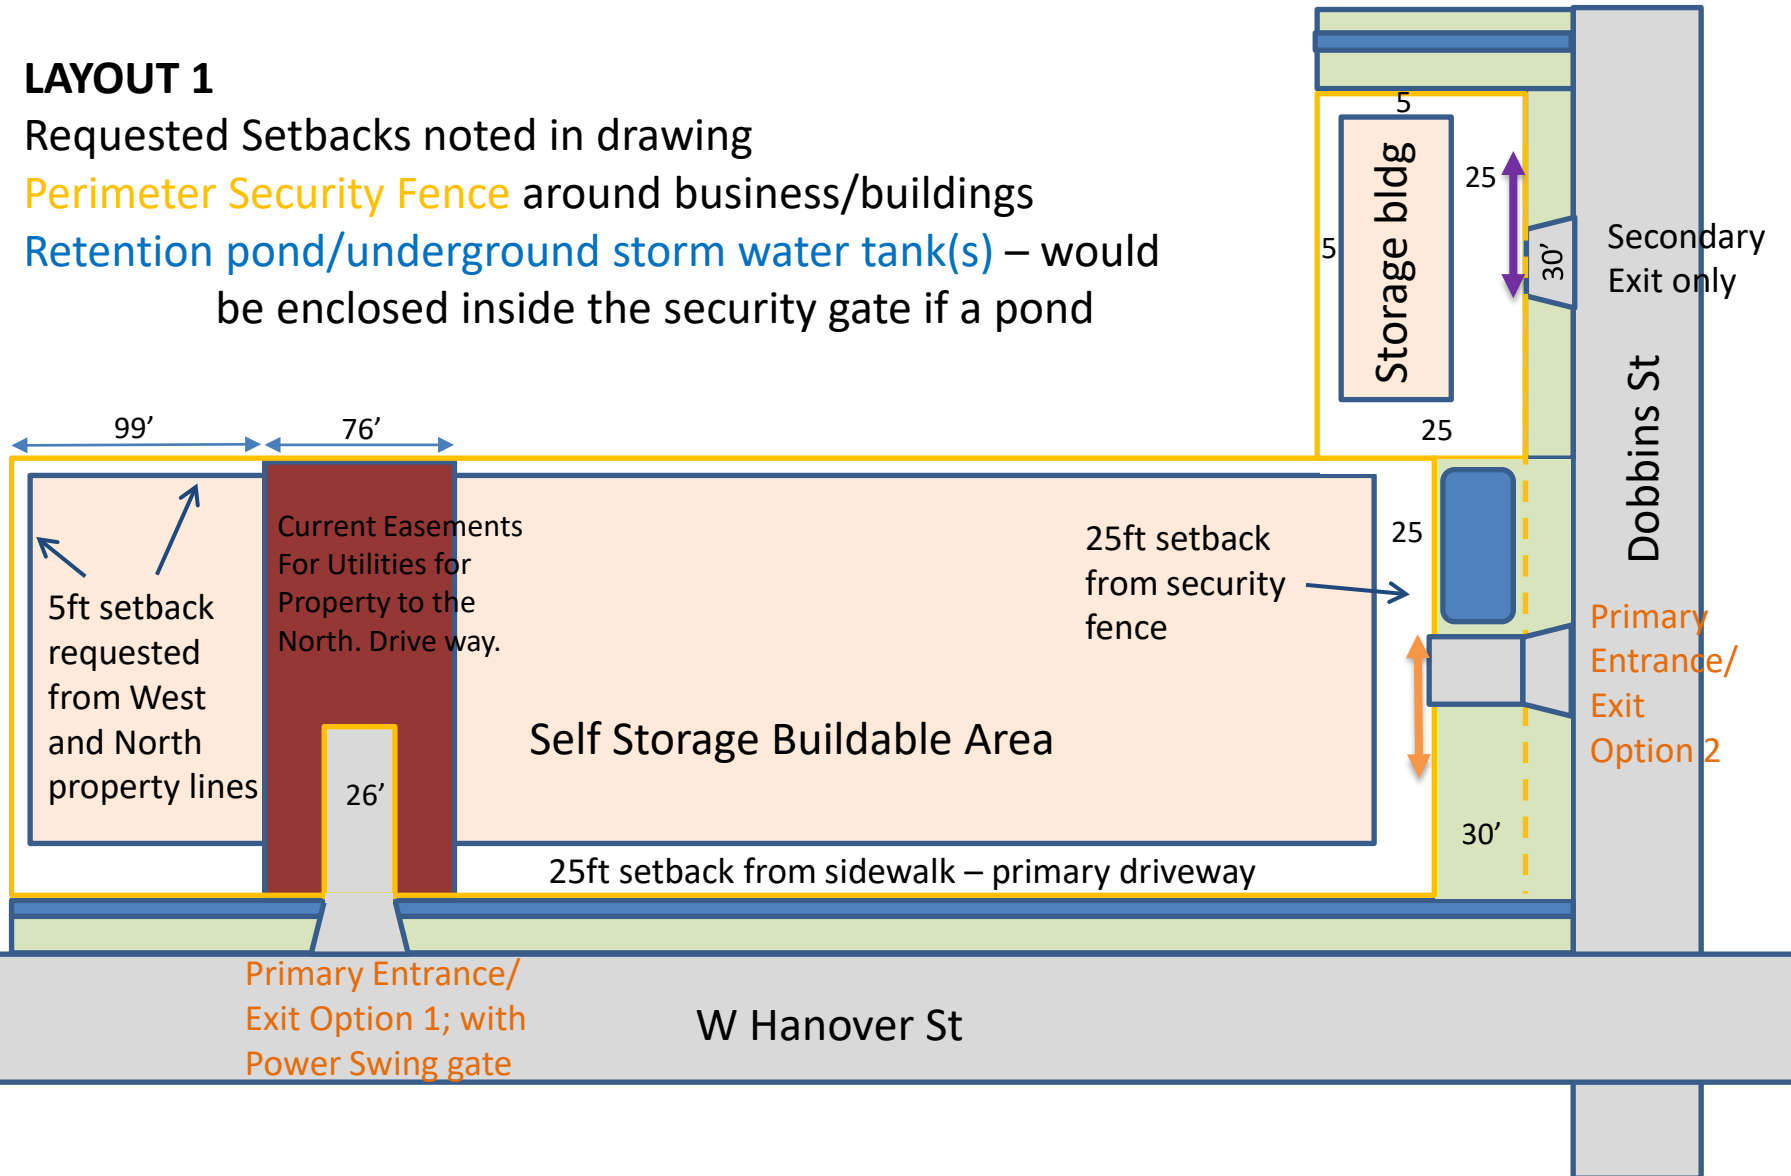 LAYOUT 1
Requested Setbacks noted in drawing
Perimeter Security Fence around business/buildings
Retention pond/underground storm water tank(s) – would
be enclosed inside the security gate if a pond
5
Storage bldg
25
5
30’
Secondary
Exit only
25
Dobbins St
99’
76’
Current Easements
For Utilities for
Property to the
North. Drive way.
5ft setback
requested
from West
and North
property lines
26’
Self Storage Buildable Area
25ft setback
from security
fence
25
Primary
Entrance/
Exit
Option 2
30’
25ft setback from sidewalk – primary driveway
Primary Entrance/
Exit Option 1; with
Power Swing gate
W Hanover St